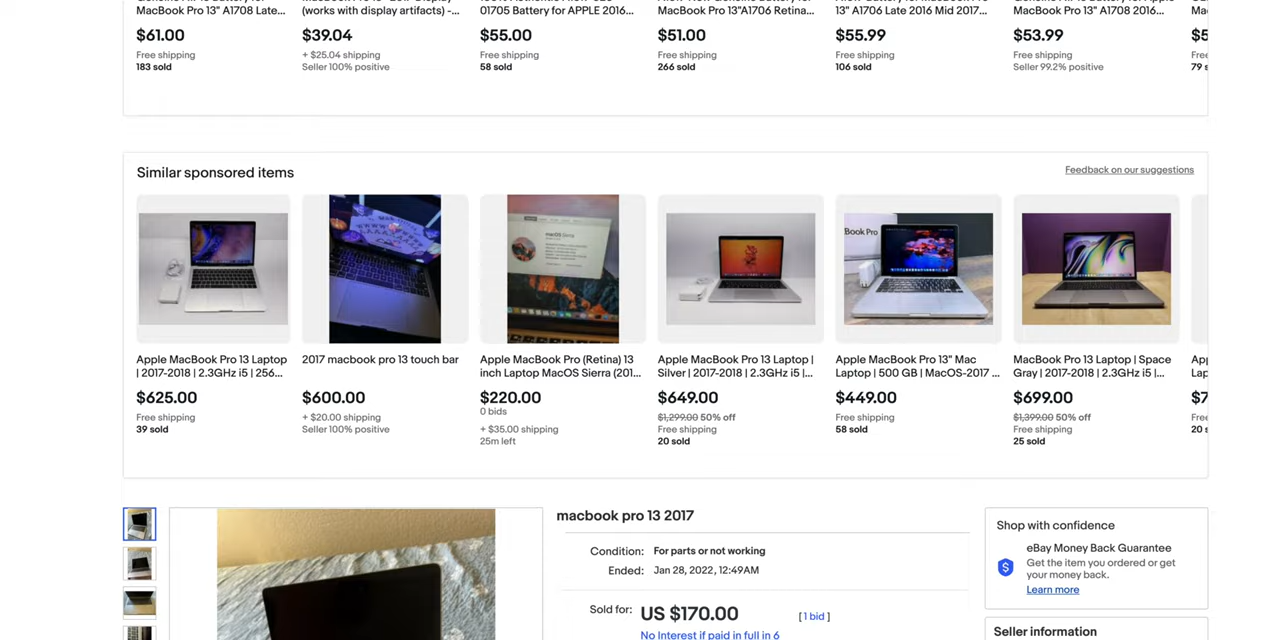 MacBook Pro 13" A1708 Late...
(works with display artifacts) -...
01705 Battery for APPLE 2016...
MacBook Pro 13"A1706 Retina...
13" A1706 Late 2016 Mid 2017...
MacBook Pro 13" A1708 2016...
$61.00
$39.04
$55.00
$51.00
$55.99
$53.99
Free shipping
+ $25.04 shipping
Free shipping
Free shipping
Free shipping
Free shipping
183 sold
Seller 100% positive
58 sold
266 sold
106 sold
Seller 99.2% positive
79 s
Similar sponsored items
Feedback on our suggestions
Apple MacBook Pro 13 Laptop
| 2017-2018 | 2.3GHz i5 | 256...
$625.00
Free shipping
39 sold
2017 macbook pro 13 touch bar
$600.00
+ $20.00 shipping
Seller 100% positive
Apple MacBook Pro (Retina) 13
inch Laptop MacOS Sierra (201...
$220.00
0 bids
+ $35.00 shipping
25m left
Apple MacBook Pro 13 Laptop |
Silver | 2017-2018 | 2.3GHz i5 |...
$649.00
$1,299.00 50% off
Free shipping
20 sold
Book Pro
Apple MacBook Pro 13" Mac
Laptop | 500 GB | MacOS-2017 ...
$449.00
Free shipping
58 sold
MacBook Pro 13 Laptop | Space
Gray | 2017-2018 | 2.3GHz i5 |...
$699.00
$1,399.00 50% off
Free shipping
25 sold
macbook pro 13 2017
Condition: For parts or not working
Ended: Jan 28, 2022, 12:49AM
Sold for: US $170.00 [ 1 bid ]
No Interest if paid in full in 6
Shop with confidence
eBay Money Back Guarantee
Get the item you ordered or get
your money back.
Learn more
Seller information